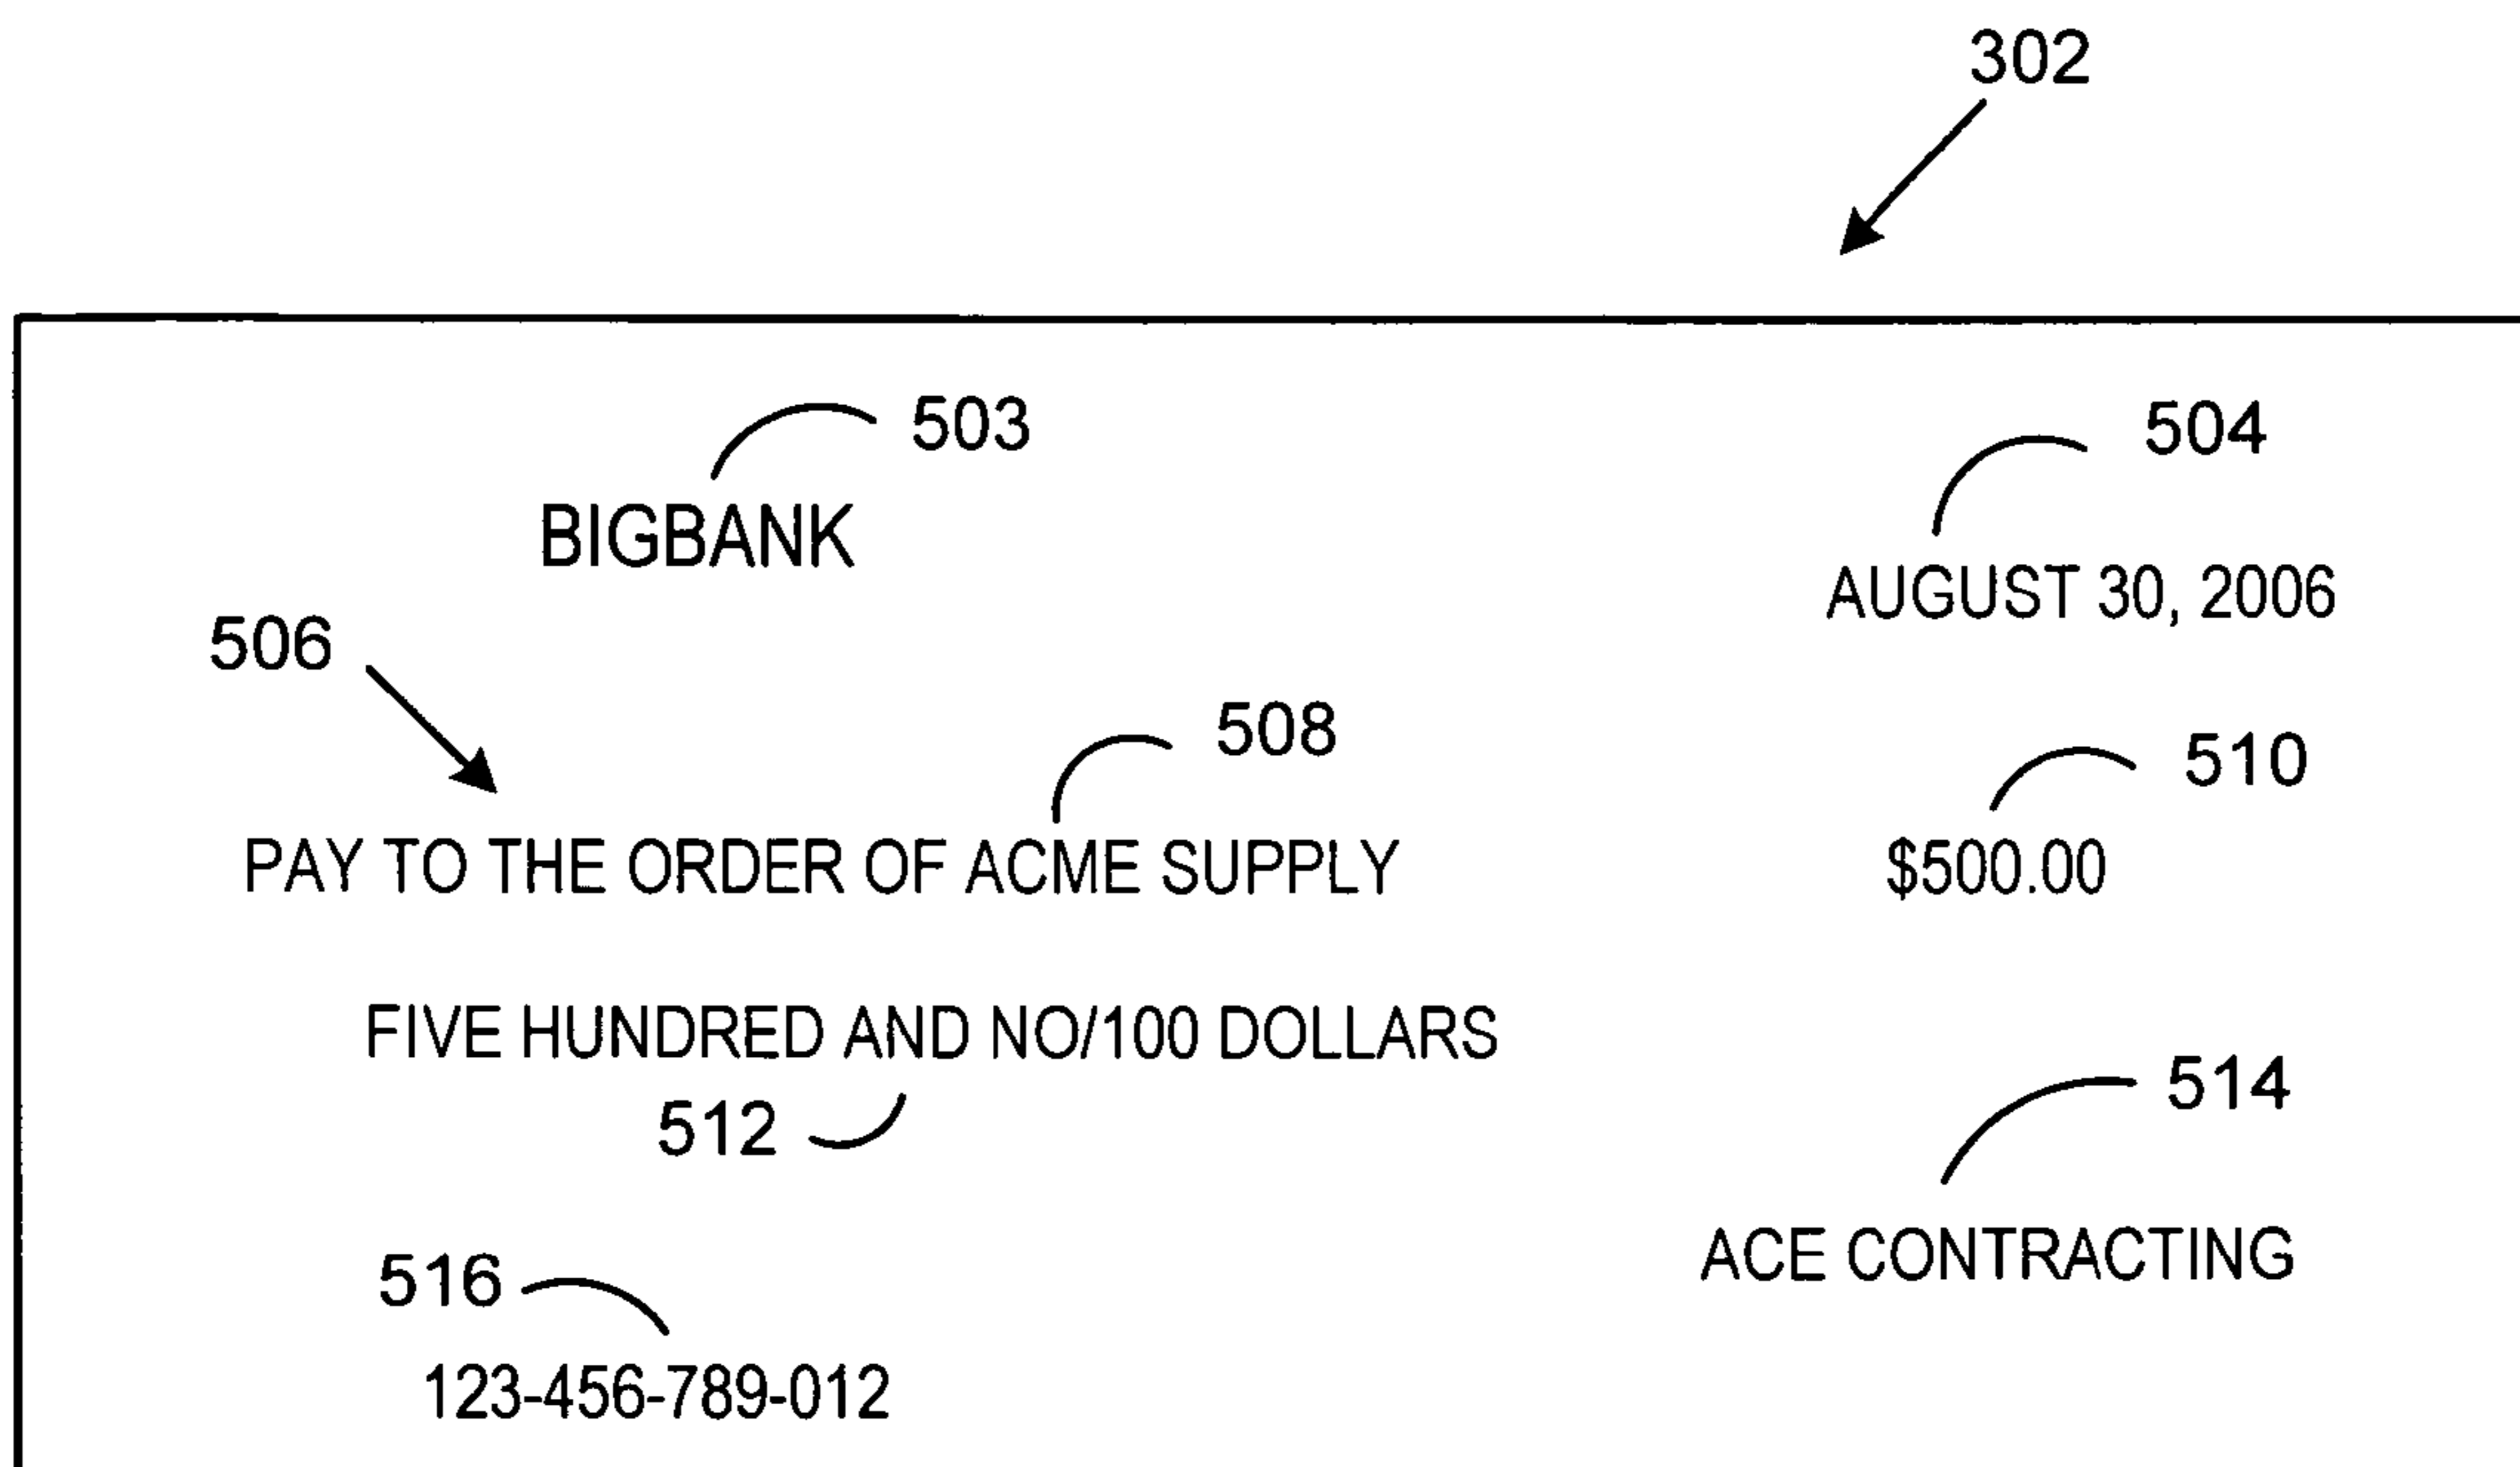 302
503
504
BIGBANK
AUGUST 30, 2006
506
508
510
PAY TO THE ORDER OF ACME SUPPLY
$500.00
FIVE HUNDRED AND NO/100 DOLLARS
512
514
ACE CONTRACTING
516
123-456-789-012